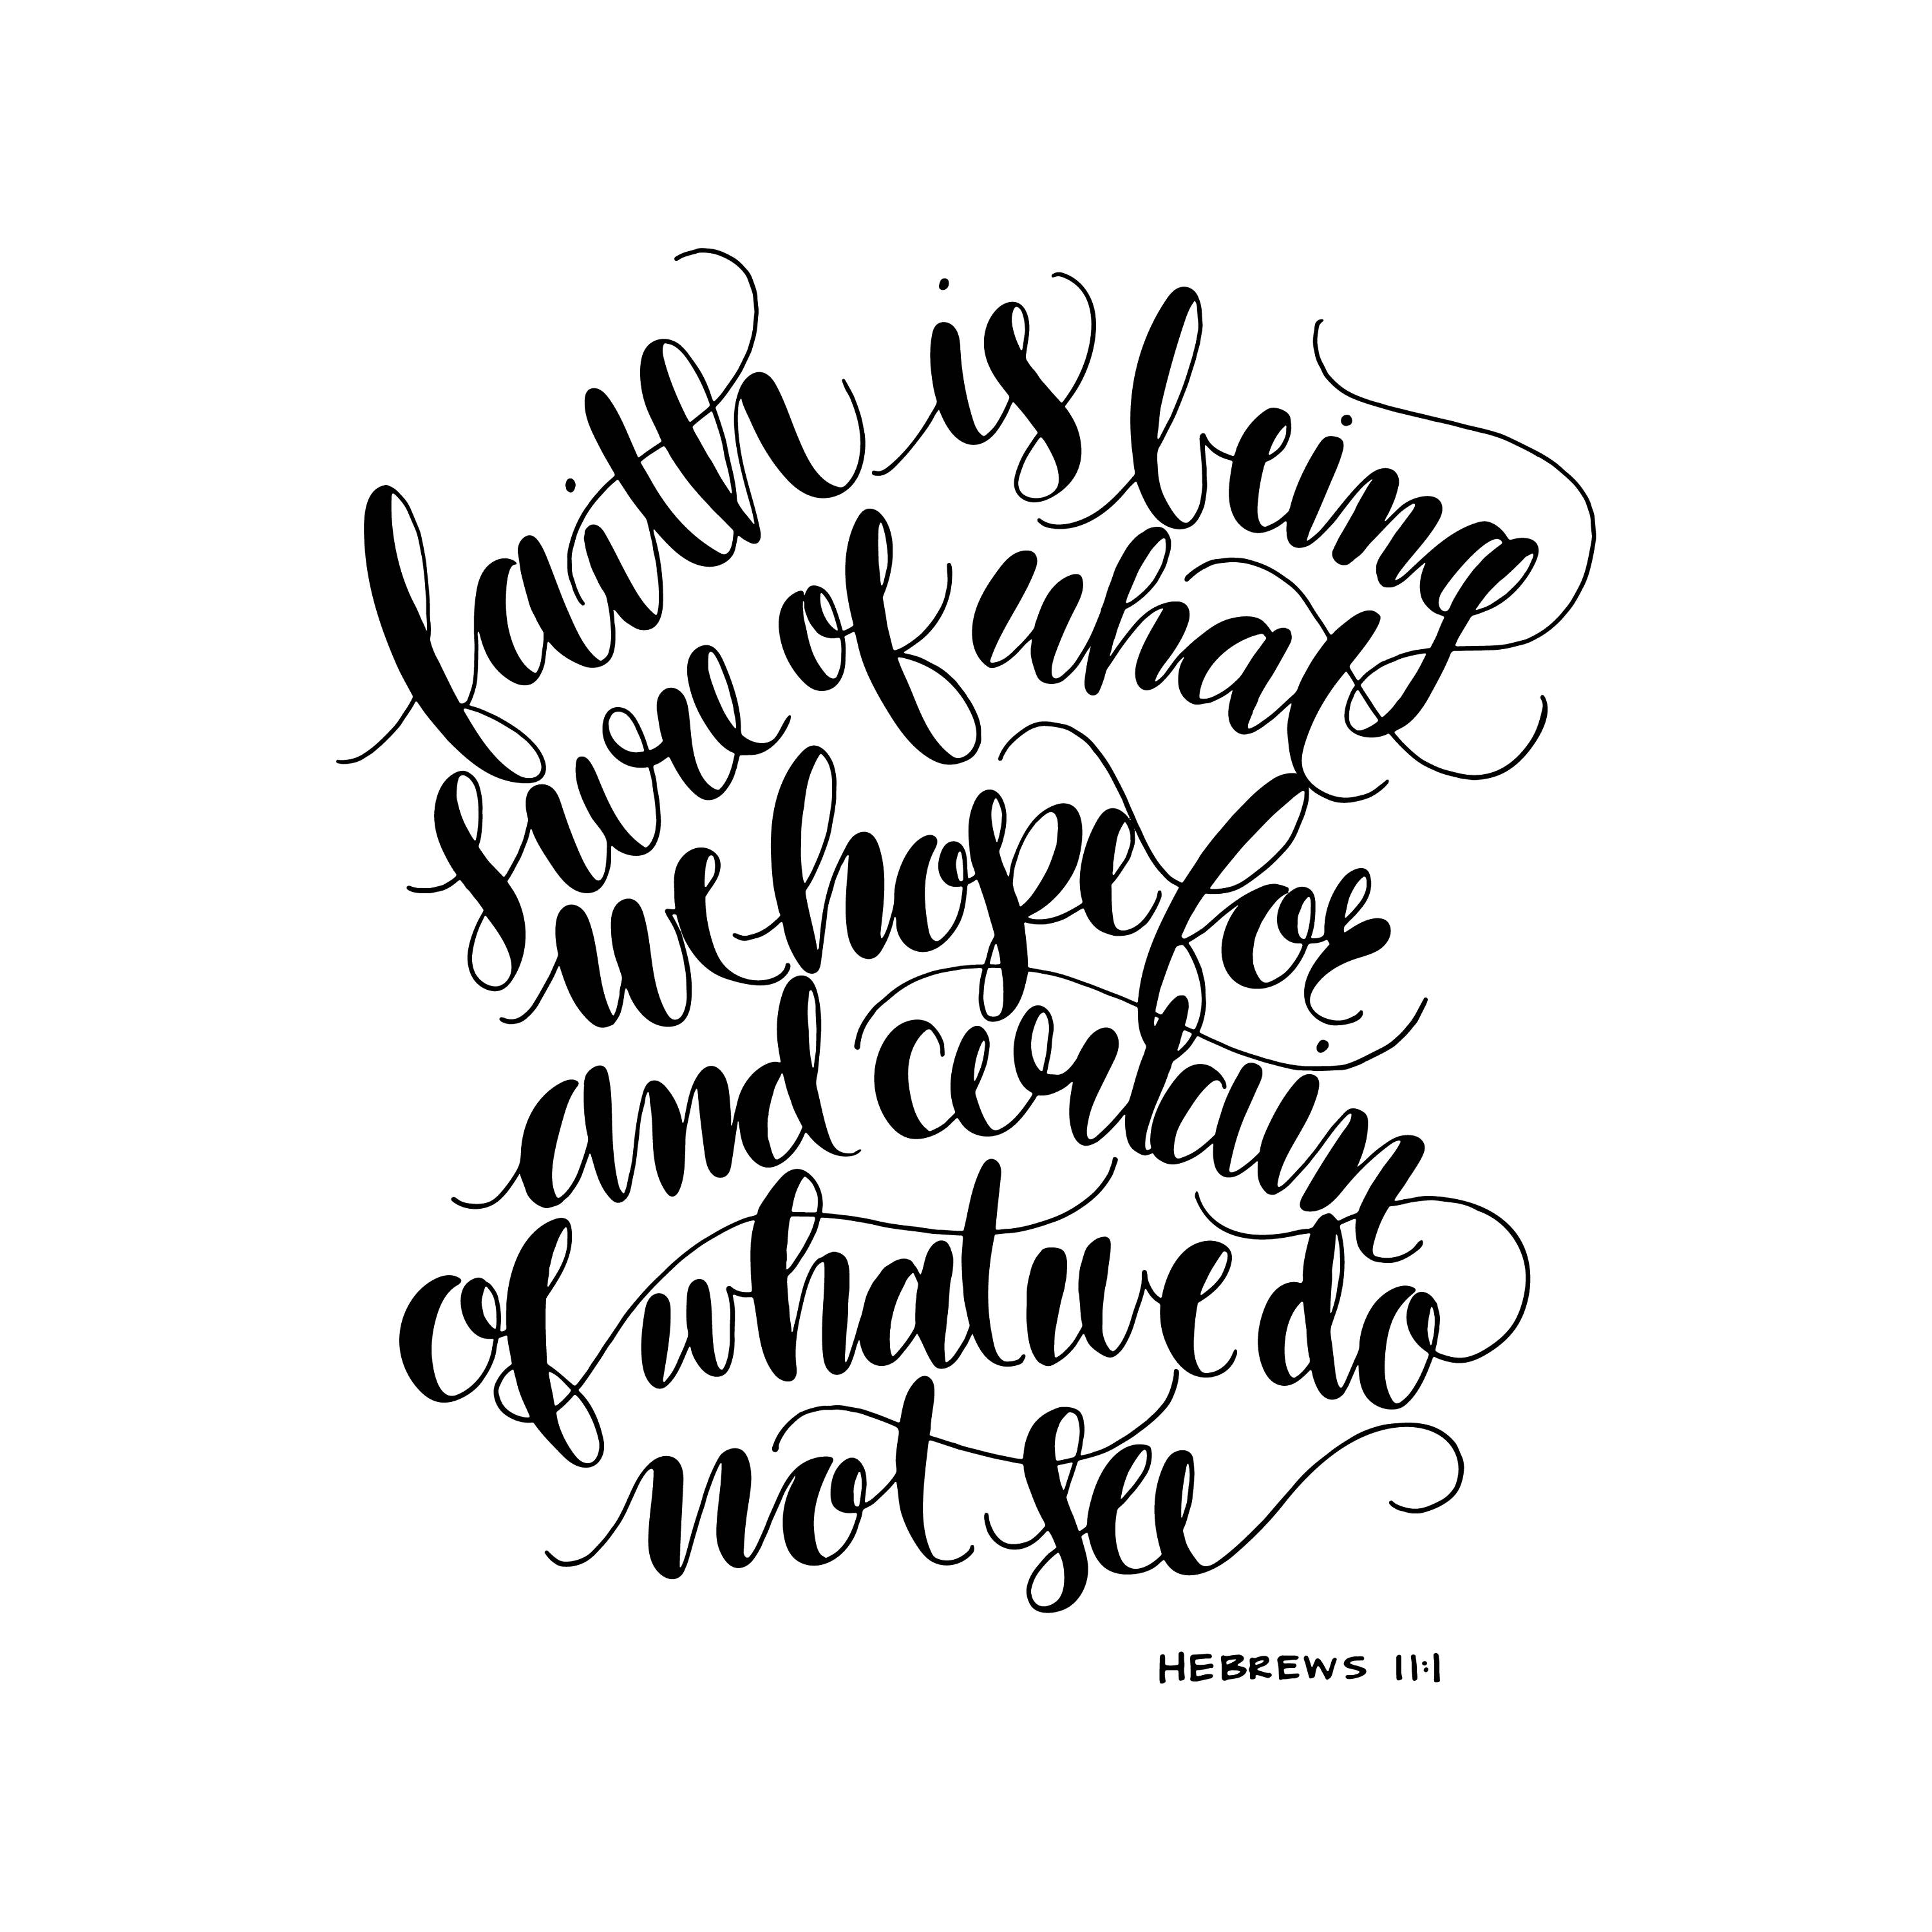 faith is being
sure of what
we hoped for
and certain
of what we do
not see
HEBREWS 11:1